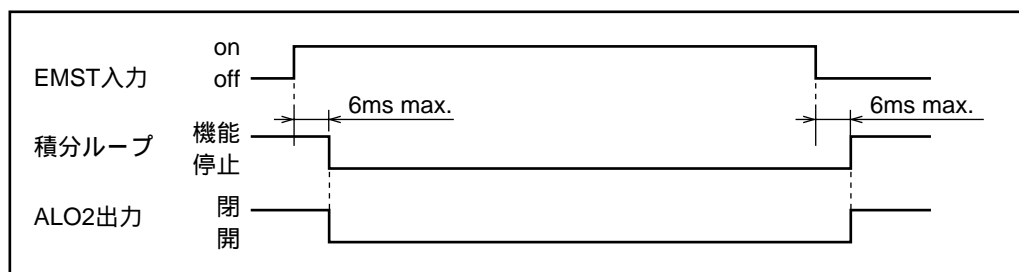 on
EMST入力
off
6ms max.
6ms max.
積分ループ
機能
停止
ALO2出力
閉
開